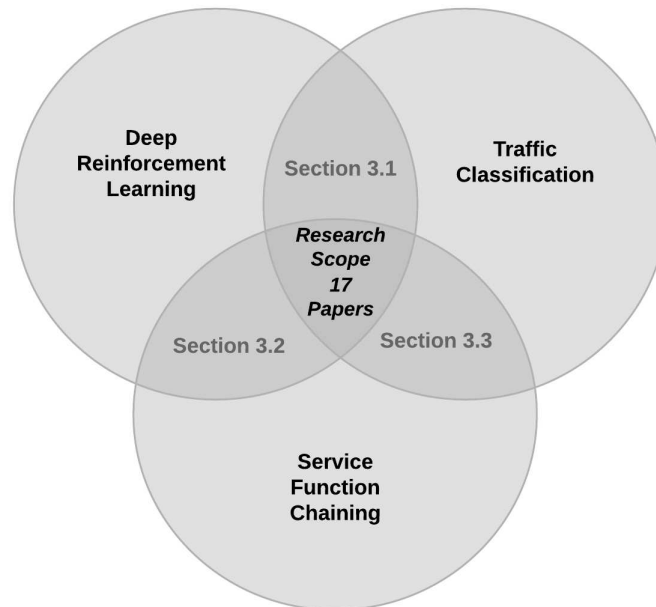 Deep
Reinforcement
Learning
Section 3.1
Traffic
Classification
Research
Scope
17
Papers
Section 3.2
Section 3.3
Service
Function
Chaining